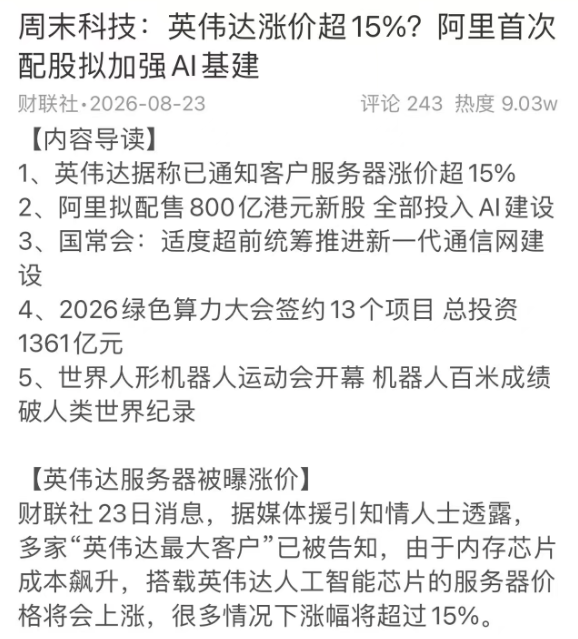 周末科技：英伟达涨价超15%？阿里首次
配股拟加强AI基建
财联社·2026-08-23 评论 243 热度 9.03w
【内容导读】
1、英伟达据称已通知客户服务器涨价超15%
2、阿里拟配售800亿港元新股 全部投入AI建设
3、国常会：适度超前统筹推进新一代通信网建
设
4、2026绿色算力大会签约13个项目 总投资
1361亿元
5、世界人形机器人运动会开幕 机器人百米成绩
破人类世界纪录
【英伟达服务器被曝涨价】
财联社23日消息，据媒体援引知情人士透露，
多家“英伟达最大客户”已被告知，由于内存芯片
成本飙升，搭载英伟达人工智能芯片的服务器价
格将会上涨，很多情况下涨幅将超过15%。